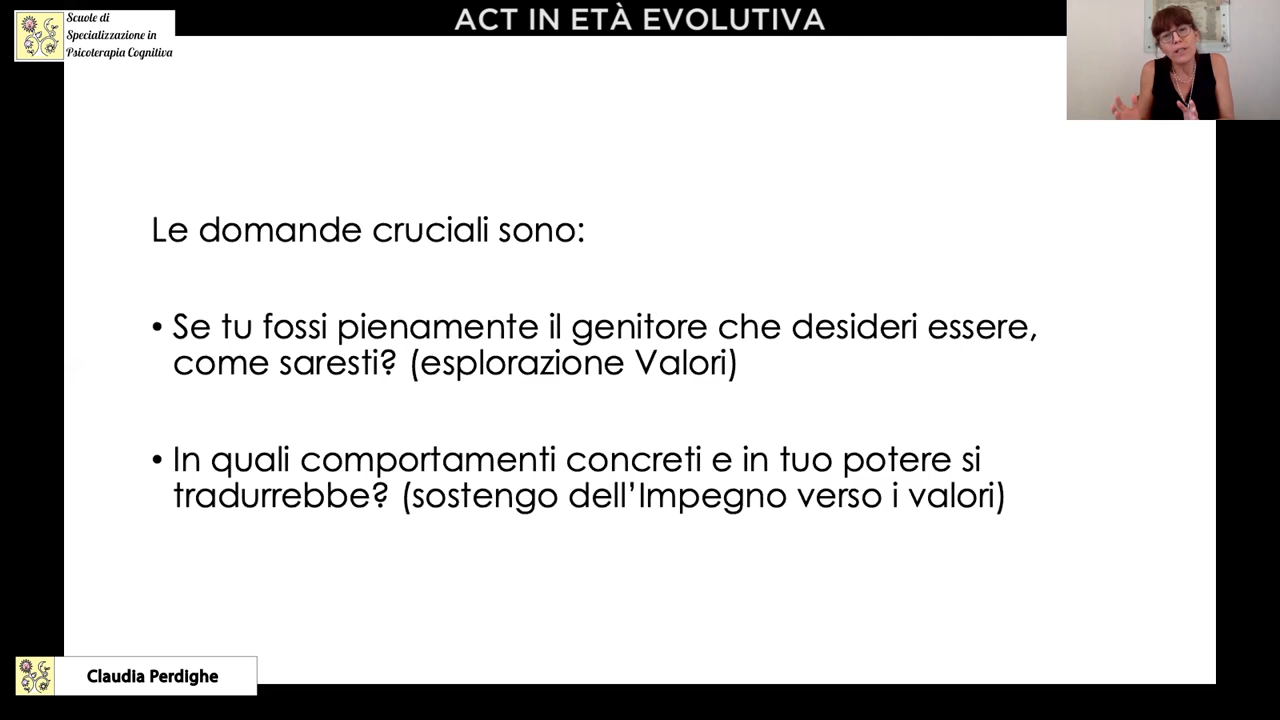 Scuole di
Specializzazione in
Psicoterapia Cognitiva
ACT IN ETÀ EVOLUTIVA
Le domande cruciali sono:
• Se tu fossi pienamente il genitore che desideri essere,
come saresti? (esplorazione Valori)
• In quali comportamenti concreti e in tuo potere si
tradurrebbe? (sostengo dell’Impegno verso i valori)
Claudia Perdighe